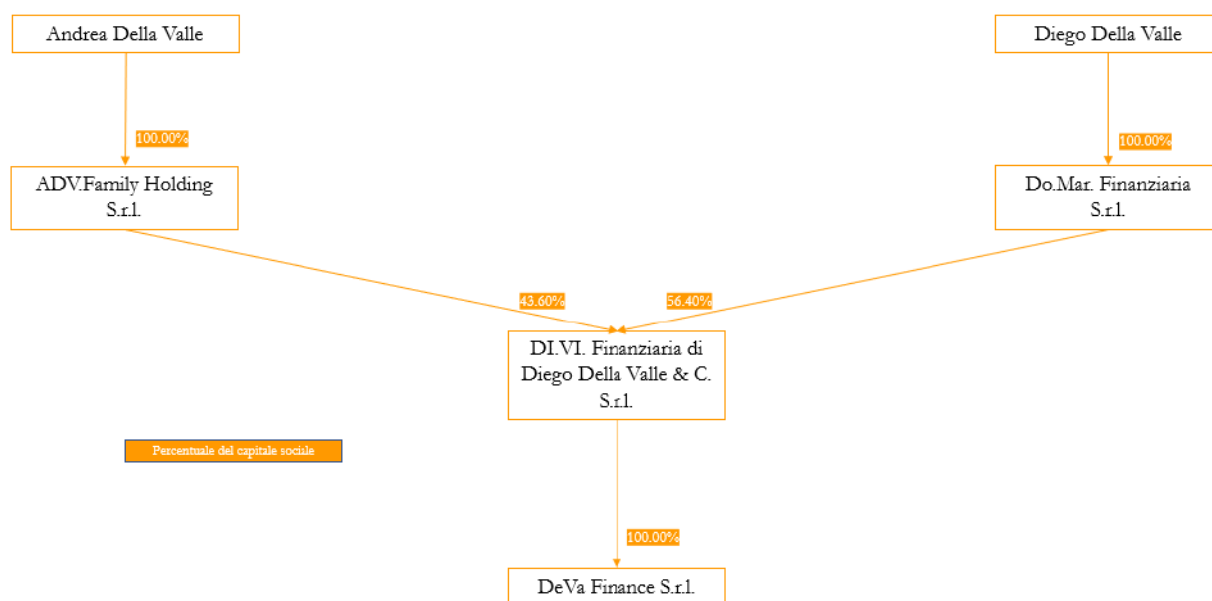 Andrea Della Valle
Diego Della Valle
100.00%
100.00%
ADV.Family Holding
S.r.l.
Do.Mar. Finanziaria
S.r.l.
43.60%
56.40%
DI.VI. Finanziaria di
Diego Della Valle & C.
S.r.l.
Percentuale del capitale sociale
100.00%
DeVa Finance S.r.l.